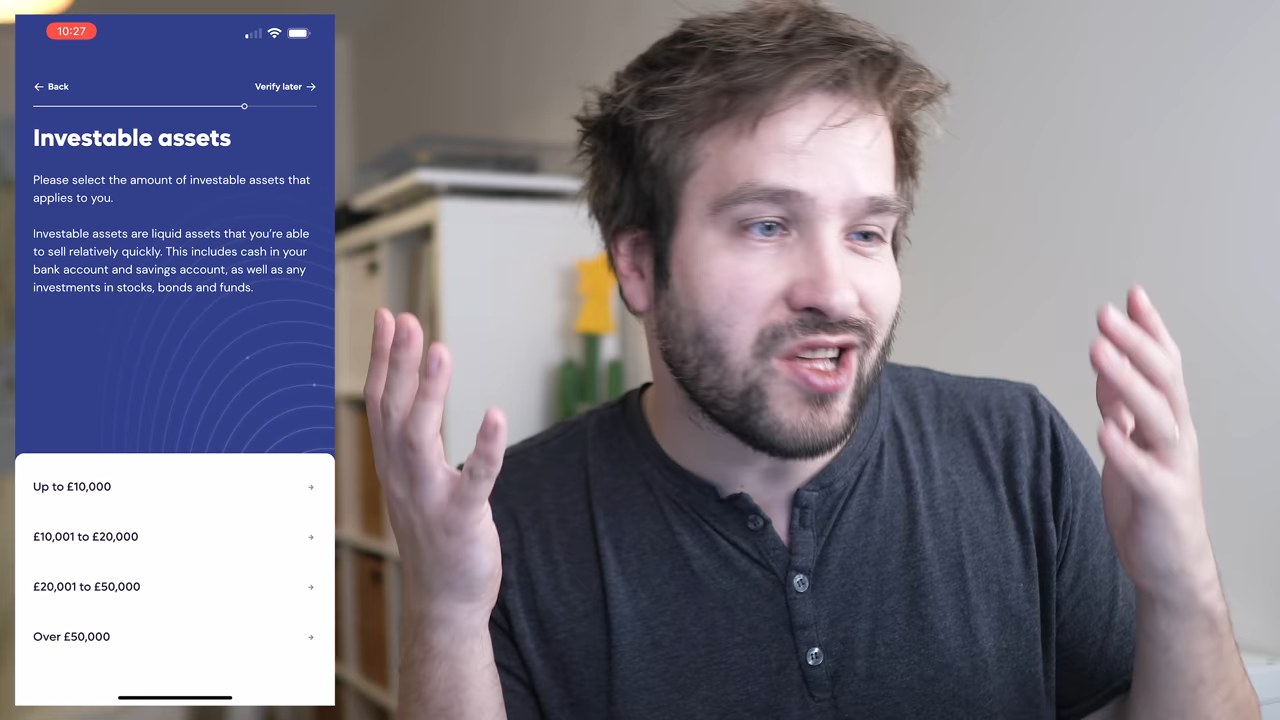 10:27
Back
Verify later
Investable assets
Please select the amount of investable assets that
applies to you.
Investable assets are liquid assets that you're able
to sell relatively quickly. This includes cash in your
bank account and savings account, as well as any
investments in stocks, bonds and funds.
Up to £10,000
£10,001 to £20,000
£20,001 to £50,000
Over £50,000